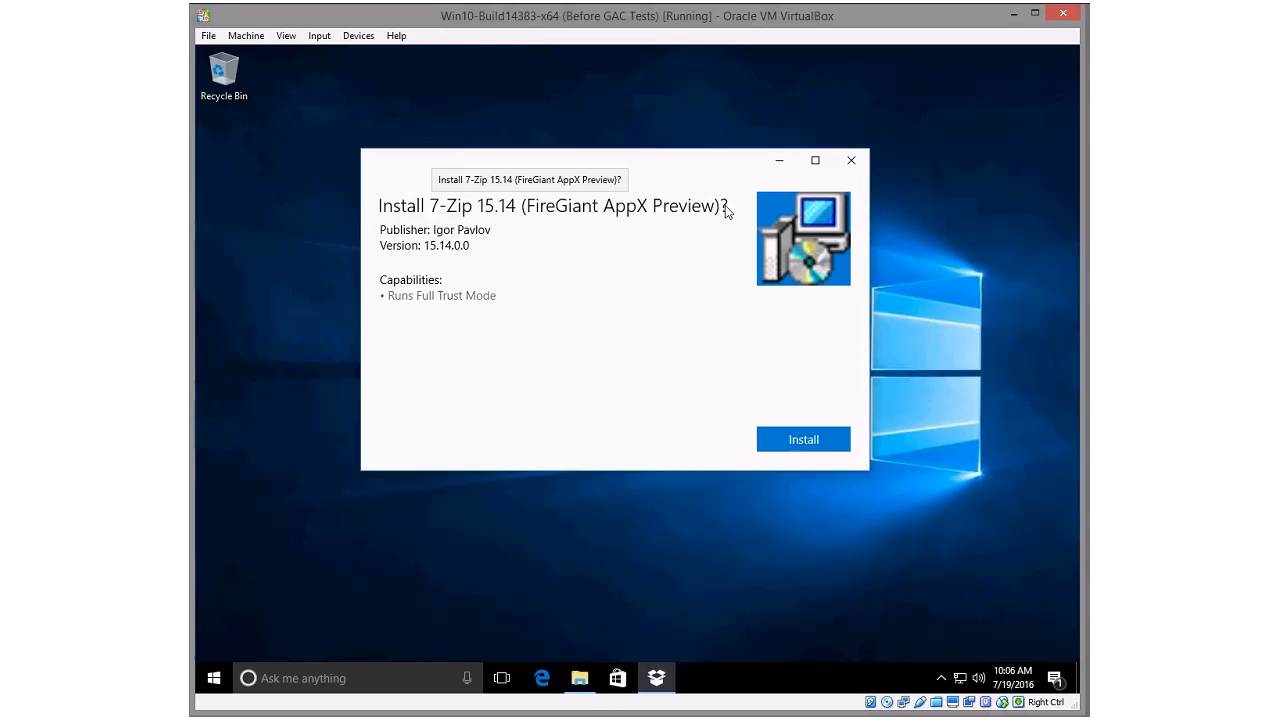 Win10-Build14383-x64 (Before GAC Tests) [Running] - Oracle VM VirtualBox
File Machine View Input Devices Help
Recycle Bin
Install 7-Zip 15.14 (FireGiant AppX Preview)?
Install 7-Zip 15.14 (FireGiant AppX Preview)?
Publisher: Igor Pavlov
Version: 15.14.0.0
Capabilities:
• Runs Full Trust Mode
Install
Ask me anything
10:06 AM
7/19/2016
1
Right Ctrl